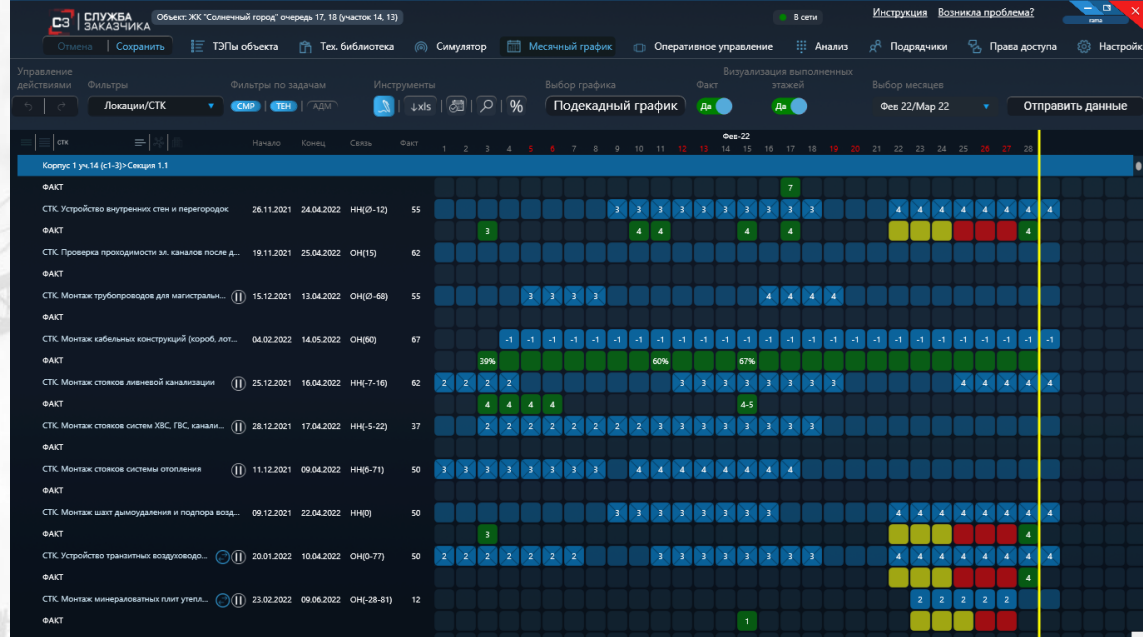 СЗ СЛУЖБА ЗАКАЗЧИКА Объект: ЖК "Солнечный город" очередь 17, 18 (участок 14, 13) В сети Инструкция Возникла проблема?
Отмена Сохранить ТЭПы объекта Тех. библиотека Симулятор Месячный график Оперативное управление Анализ Подрядчики Права доступа Настройк
Управление действиями Фильтры Фильтры по задачам Инструменты Выбор графика Факт Визуализация выполненных этажей Выбор месяцев
Локации/СТК СМР ТЕН АДМ ↓xls % Подекадный график Да Да Фев 22/Мар 22 Отправить данные
Фев-22
СТК Начало Конец Связь Факт 1 2 3 4 5 6 7 8 9 10 11 12 13 14 15 16 17 18 19 20 21 22 23 24 25 26 27 28
Корпус 1 уч.14 (с1-3)>Секция 1.1
ФАКТ 7
СТК. Устройство внутренних стен и перегородок 26.11.2021 24.04.2022 НН(Ø-12) 55 3 3 3 3 3 3 3 3 3 3 4 4 4 4 4 4 4 4
ФАКТ 3 4 4 4 4 4
СТК. Проверка проходимости эл. каналов после д... 19.11.2021 25.04.2022 ОН(15) 62
ФАКТ
СТК. Монтаж трубопроводов для магистральн... 15.12.2021 13.04.2022 ОН(Ø-68) 55 3 3 3 3 4 4 4 4
ФАКТ
СТК. Монтаж кабельных конструкций (короб, лот... 04.02.2022 14.05.2022 ОН(60) 67 -1 -1 -1 -1 -1 -1 -1 -1 -1 -1 -1 -1 -1 -1 -1 -1 -1 -1 -1 -1 -1 -1 -1 -1 -1 -1
ФАКТ 39% 60% 67%
СТК. Монтаж стояков ливневой канализации 25.12.2021 16.04.2022 НН(-7-16) 62 2 2 2 2 3 3 3 3 3 3 3 3 4 4 4 4 4
ФАКТ 4 4 4 4 4-5
СТК. Монтаж стояков систем ХВС, ГВС, канали... 28.12.2021 17.04.2022 НН(-5-22) 37 2 2 2 2 2 2 2 2 3 3 3 3 3 3 3 3
ФАКТ
СТК. Монтаж стояков системы отопления 11.12.2021 09.04.2022 НН(6-71) 50 3 3 3 3 3 3 3 3 4 4 4 4 4 4 4 4
ФАКТ
СТК. Монтаж шахт дымоудаления и подпора возд... 09.12.2021 22.04.2022 НН(0) 50 3 3 3 3 3 3 3 3 4 4 4 4 4 4 4 4
ФАКТ 3 4
СТК. Устройство транзитных воздуховодо... 20.01.2022 10.04.2022 ОН(0-77) 50 2 2 2 2 2 2 2 3 3 3 3 3 3 3 3 4 4 4 4 4 4 4 4
ФАКТ 4
СТК. Монтаж минераловатных плит утепл... 23.02.2022 09.06.2022 ОН(-28-81) 12 2 2 2 2 2
ФАКТ 1